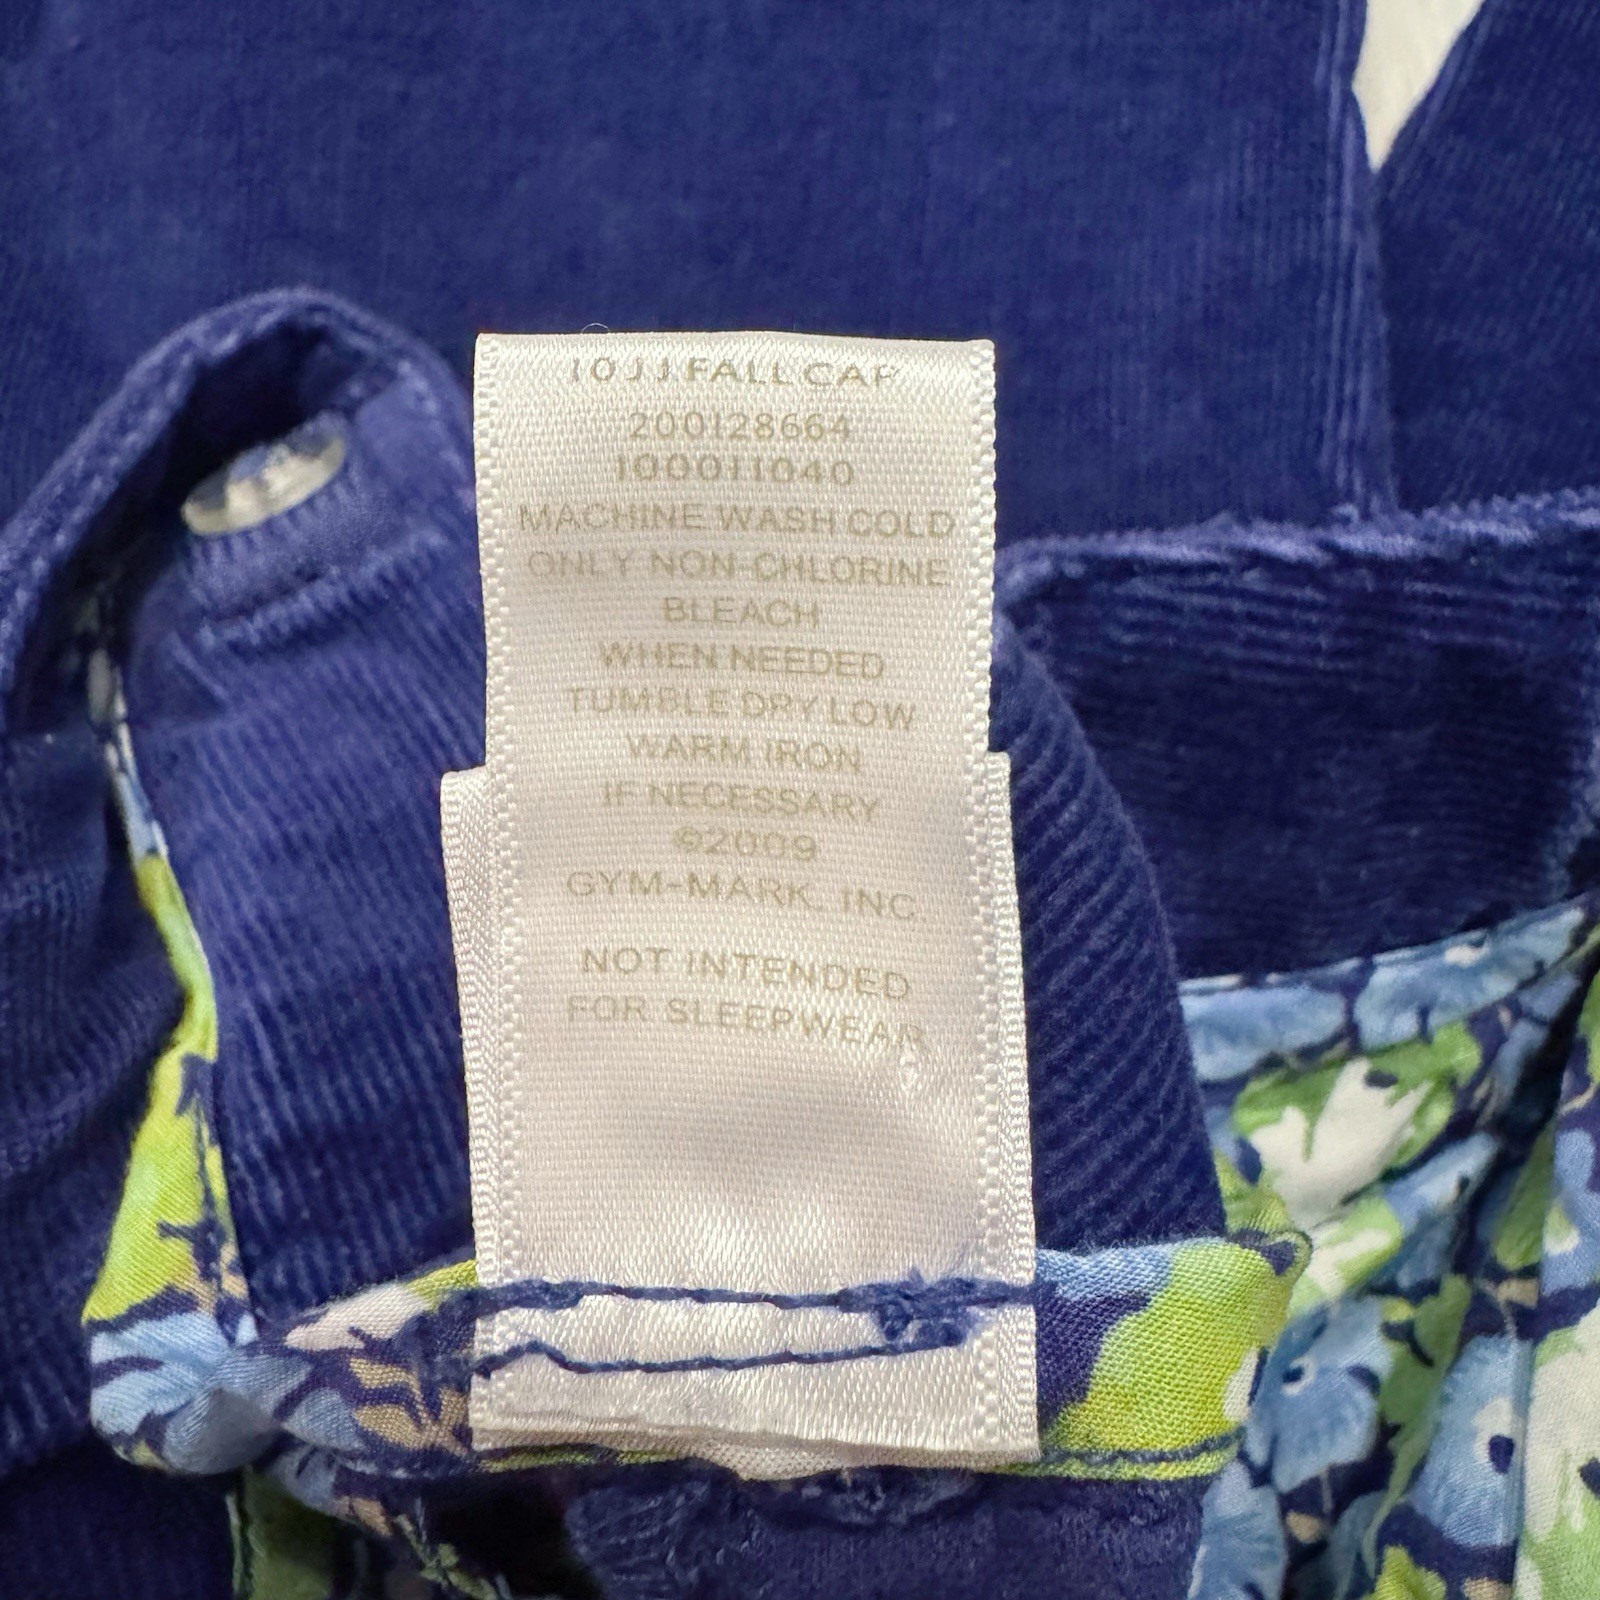 10 JJ FALL CAP
200128664
100011040
MACHINE WASH COLD
ONLY NON-CHLORINE
BLEACH
WHEN NEEDED
TUMBLE DRY LOW
WARM IRON
IF NECESSARY
©2009
GYM-MARK, INC.
NOT INTENDED
FOR SLEEPWEAR